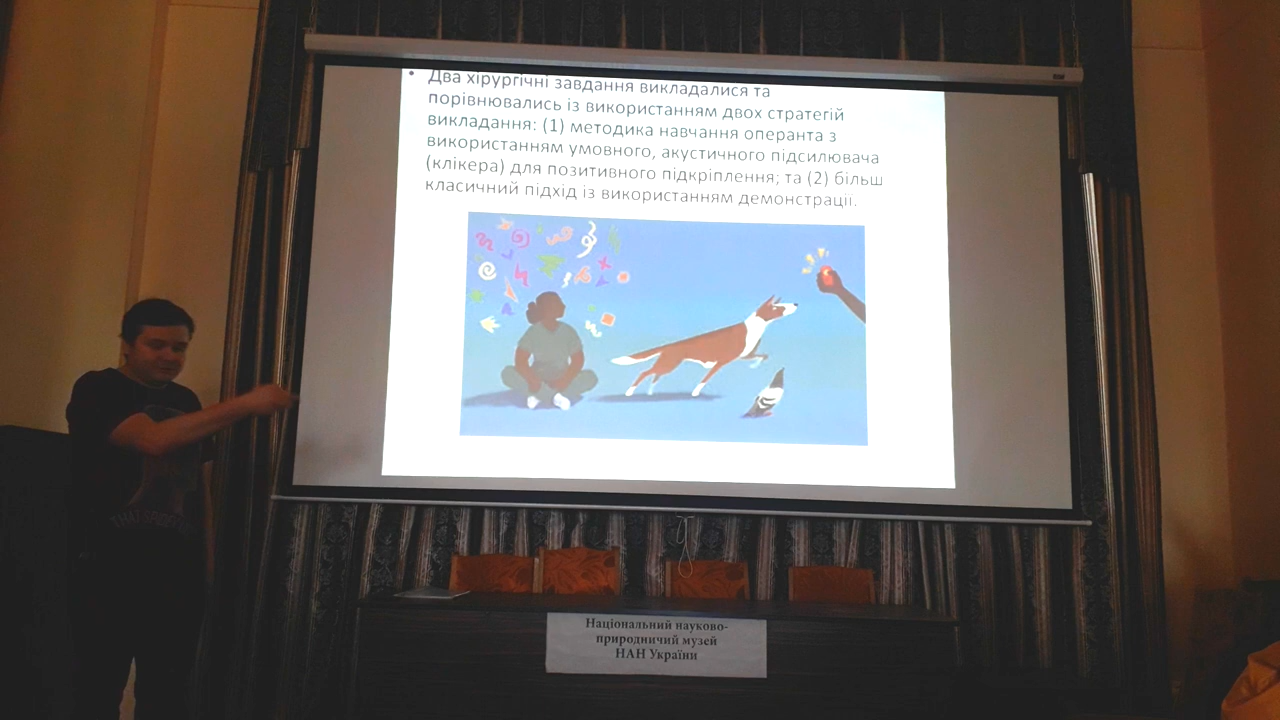 • Два хірургічні завдання викладалися та
порівнювались із використанням двох стратегій
викладання: (1) методика навчання операнта з
використанням умовного, акустичного підсилювача
(клікера) для позитивного підкріплення; та (2) більш
класичний підхід із використанням демонстрації.
THAT
Національний науково-
природничий музей
НАН України